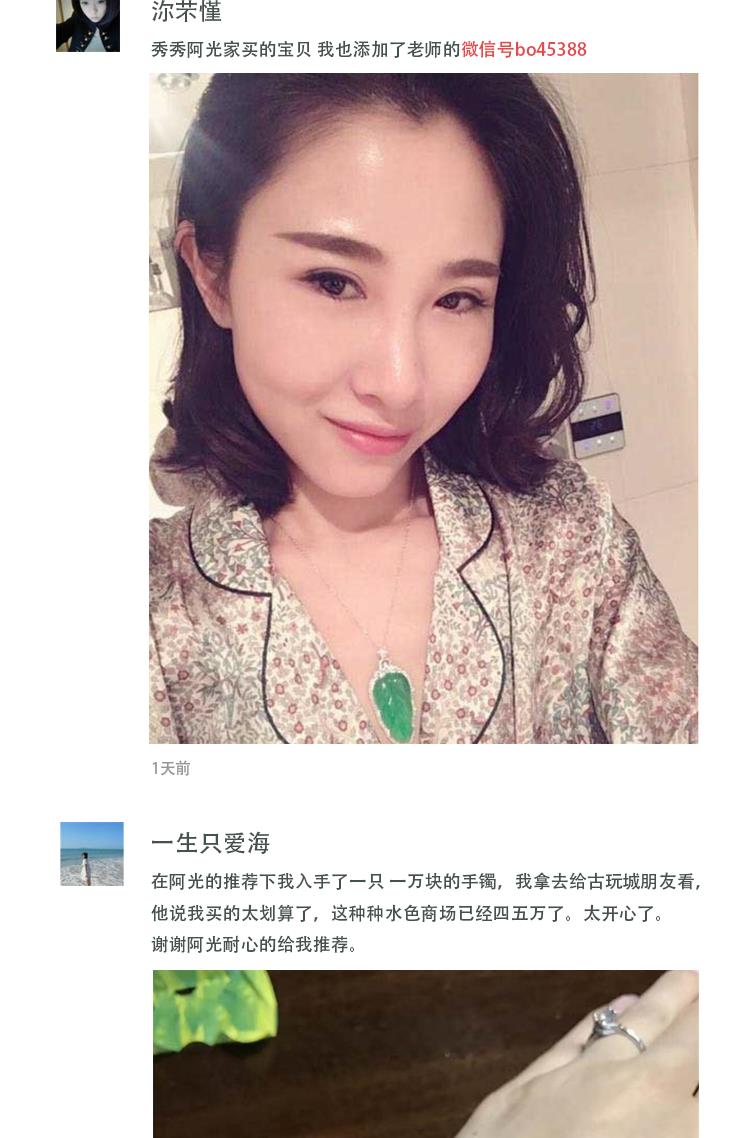 沵荣慬
秀秀阿光家买的宝贝 我也添加了老师的微信号bo45388
1天前
一生只爱海
在阿光的推荐下我入手了一只 一万块的手镯，我拿去给古玩城朋友看，
他说我买的太划算了，这种种水色商场已经四五万了。太开心了。
谢谢阿光耐心的给我推荐。